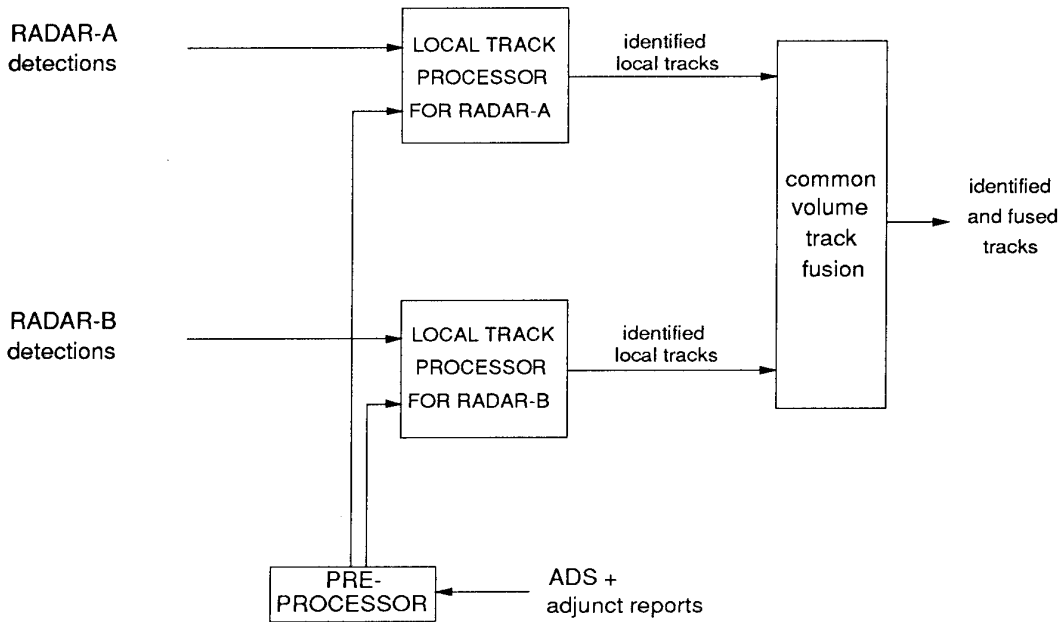 RADAR-A
detections
LOCAL TRACK
PROCESSOR
FOR RADAR-A
identified
local tracks
common
volume
track
fusion
identified
and fused
tracks
RADAR-B
detections
LOCAL TRACK
PROCESSOR
FOR RADAR-B
identified
local tracks
PRE-
PROCESSOR
ADS +
adjunct reports